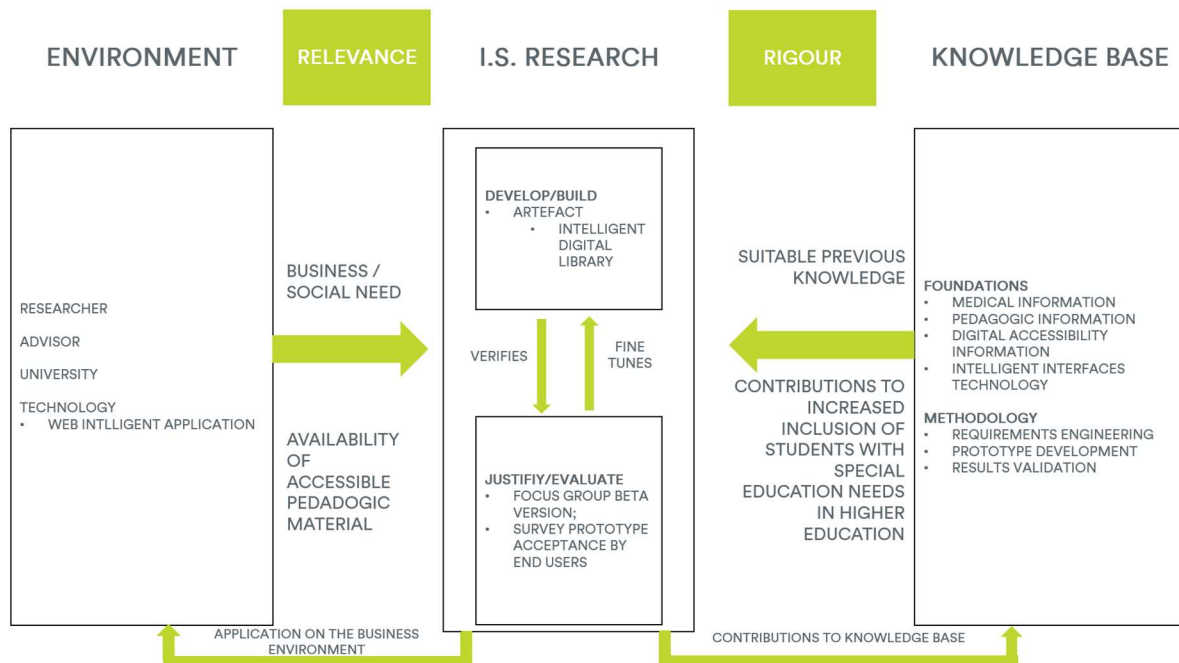 ENVIRONMENT
RELEVANCE
I.S. RESEARCH
RIGOUR
KNOWLEDGE BASE
RESEARCHER
ADVISOR
UNIVERSITY
TECHNOLOGY
• WEB INTLLIGENT APPLICATION
BUSINESS /
SOCIAL NEED
AVAILABILITY
OF
ACCESSIBLE
PEDADOGIC
MATERIAL
DEVELOP/BUILD
• ARTEFACT
• INTELLIGENT
DIGITAL
LIBRARY
VERIFIES
FINE
TUNES
JUSTIFIY/EVALUATE
• FOCUS GROUP BETA
VERSION;
• SURVEY PROTOTYPE
ACCEPTANCE BY
END USERS
SUITABLE PREVIOUS
KNOWLEDGE
CONTRIBUTIONS TO
INCREASED
INCLUSION OF
STUDENTS WITH
SPECIAL
EDUCATION NEEDS
IN HIGHER
EDUCATION
FOUNDATIONS
• MEDICAL INFORMATION
• PEDAGOGIC INFORMATION
• DIGITAL ACCESSIBILITY
INFORMATION
• INTELLIGENT INTERFACES
TECHNOLOGY
METHODOLOGY
• REQUIREMENTS ENGINEERING
• PROTOTYPE DEVELOPMENT
• RESULTS VALIDATION
APPLICATION ON THE BUSINESS
ENVIRONMENT
CONTRIBUTIONS TO KNOWLEDGE BASE